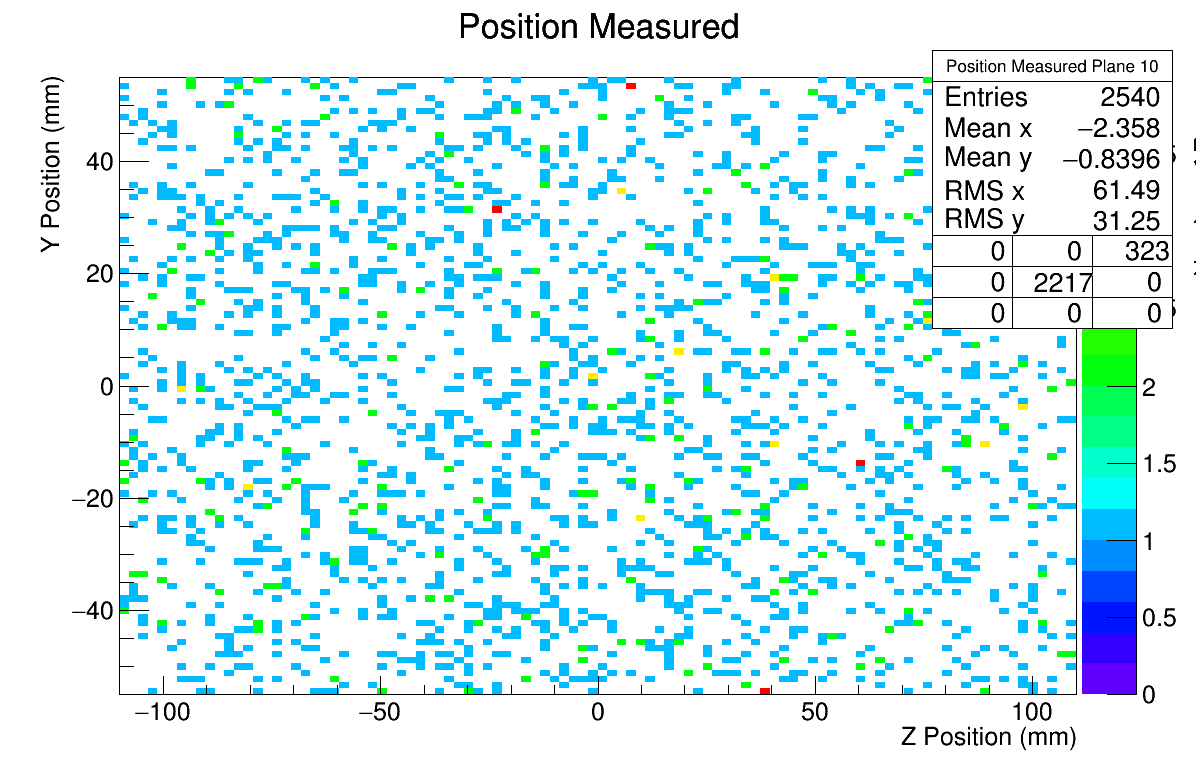 Position Measured
Position Measured Plane 10
Entries 2540
Mean x −2.358
Mean y −0.8396
RMS x 61.49
RMS y 31.25
0 0 323
0 2217 0
0 0 0
Y Position (mm)
40
20
0
−20
−40
2
1.5
1
0.5
0
−100 −50 0 50 100
Z Position (mm)